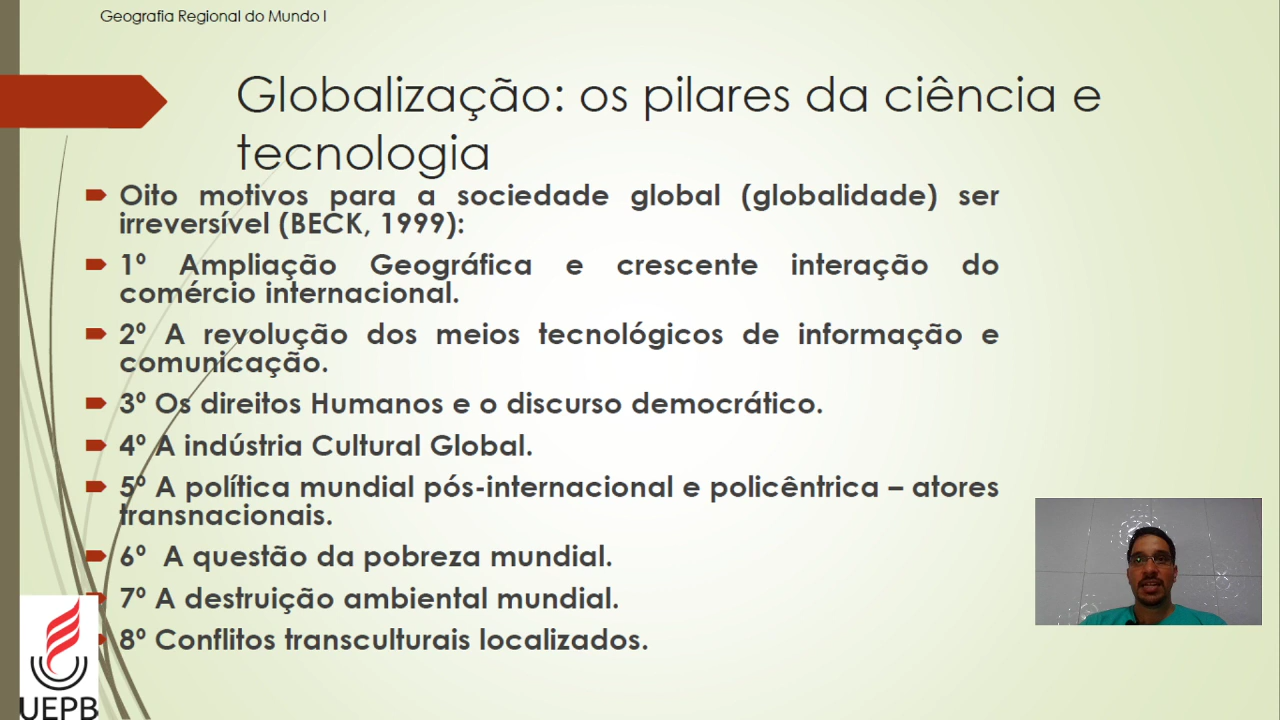 Geografia Regional do Mundo I
Globalização: os pilares da ciência e
tecnologia
Oito motivos para a sociedade global (globalidade) ser
irreversível (BECK, 1999):
1º Ampliação Geográfica e crescente interação do
comércio internacional.
2º A revolução dos meios tecnológicos de informação e
comunicação.
3º Os direitos Humanos e o discurso democrático.
4º A indústria Cultural Global.
5º A política mundial pós-internacional e policêntrica – atores
transnacionais.
6º A questão da pobreza mundial.
7º A destruição ambiental mundial.
8º Conflitos transculturais localizados.
UEPB